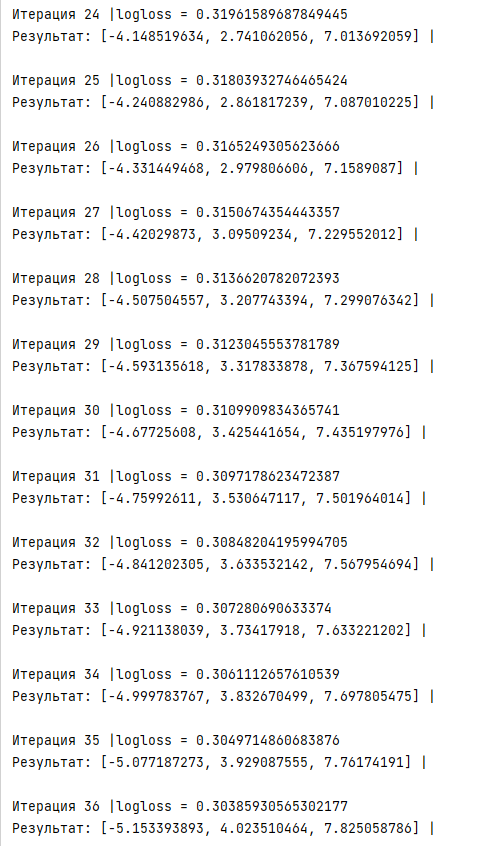 Итерация 24 |logloss = 0.31961589687849445
Результат: [-4.148519634, 2.741062056, 7.013692059] |
Итерация 25 |logloss = 0.31803932746465424
Результат: [-4.240882986, 2.861817239, 7.087010225] |
Итерация 26 |logloss = 0.3165249305623666
Результат: [-4.331449468, 2.979806606, 7.1589087] |
Итерация 27 |logloss = 0.3150674354443357
Результат: [-4.42029873, 3.09509234, 7.229552012] |
Итерация 28 |logloss = 0.3136620782072393
Результат: [-4.507504557, 3.207743394, 7.299076342] |
Итерация 29 |logloss = 0.3123045553781789
Результат: [-4.593135618, 3.317833878, 7.367594125] |
Итерация 30 |logloss = 0.3109909834365741
Результат: [-4.67725608, 3.425441654, 7.435197976] |
Итерация 31 |logloss = 0.3097178623472387
Результат: [-4.75992611, 3.530647117, 7.501964014] |
Итерация 32 |logloss = 0.30848204195994705
Результат: [-4.841202305, 3.633532142, 7.567954694] |
Итерация 33 |logloss = 0.307280690633374
Результат: [-4.921138039, 3.73417918, 7.633221202] |
Итерация 34 |logloss = 0.3061112657610539
Результат: [-4.999783767, 3.832670499, 7.697805475] |
Итерация 35 |logloss = 0.3049714860683876
Результат: [-5.077187273, 3.929087555, 7.76174191] |
Итерация 36 |logloss = 0.30385930565302177
Результат: [-5.153393893, 4.023510464, 7.825058786] |